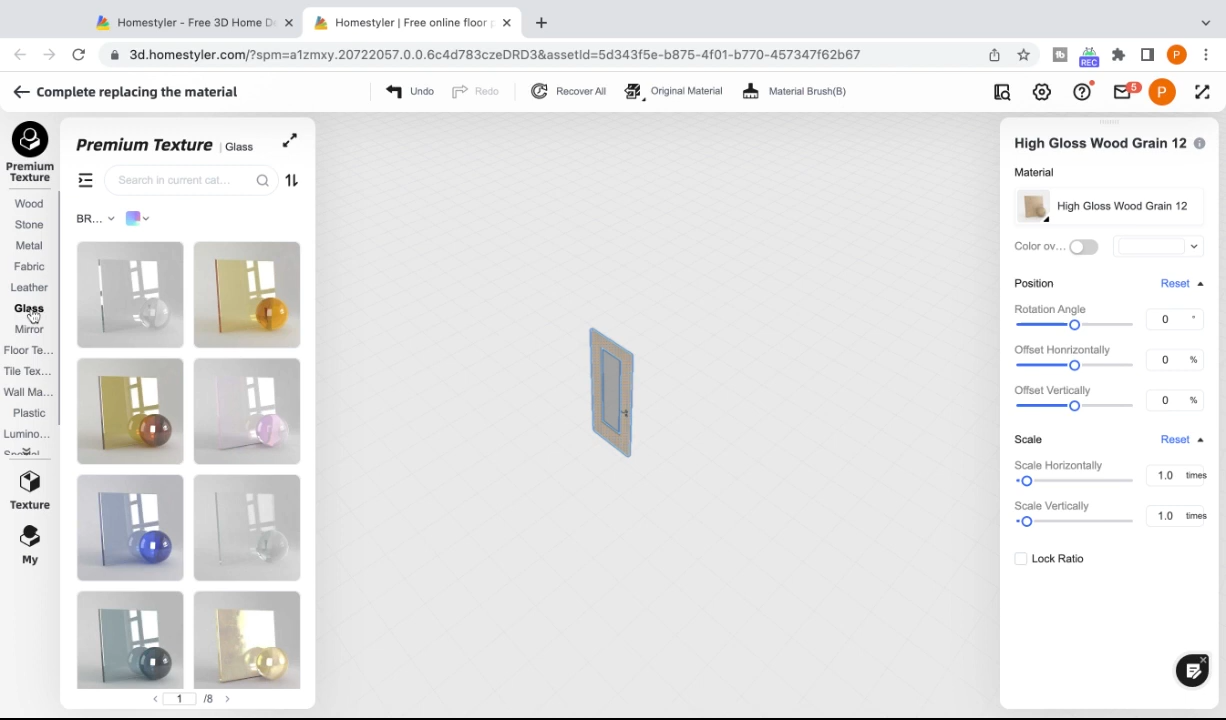 Homestyler - Free 3D Home De
Homestyler | Free online floor p
3d.homestyler.com/?spm=a1zmxy.20722057.0.0.6c4d783czeDRD3&assetId=5d343f5e-b875-4f01-b770-457347f62b67
REC
P
Complete replacing the material
Undo
Redo
Recover All
Original Material
Material Brush(B)
5
P
Premium Texture
Wood
Stone
Metal
Fabric
Leather
Glass
Mirror
Floor Te...
Tile Tex...
Wall Ma...
Plastic
Lumino...
Texture
My
Premium Texture | Glass
Search in current cat...
BR...
1 /8
High Gloss Wood Grain 12
Material
High Gloss Wood Grain 12
Color ov...
Position Reset
Rotation Angle
0 °
Offset Honrizontally
0 %
Offset Vertically
0 %
Scale Reset
Scale Horizontally
1.0 times
Scale Vertically
1.0 times
Lock Ratio